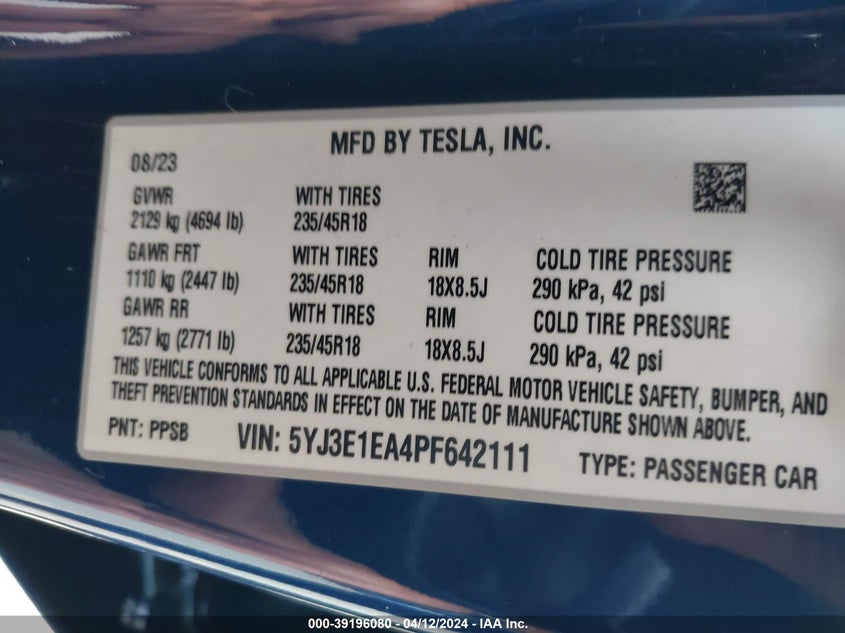 MFD BY TESLA, INC.
08/23
GVWR WITH TIRES
2129 kg (4694 lb) 235/45R18
GAWR FRT WITH TIRES RIM COLD TIRE PRESSURE
1110 kg (2447 lb) 235/45R18 18X8.5J 290 kPa, 42 psi
GAWR RR WITH TIRES RIM COLD TIRE PRESSURE
1257 kg (2771 lb) 235/45R18 18X8.5J 290 kPa, 42 psi
THIS VEHICLE CONFORMS TO ALL APPLICABLE U.S. FEDERAL MOTOR VEHICLE SAFETY, BUMPER, AND
THEFT PREVENTION STANDARDS IN EFFECT ON THE DATE OF MANUFACTURE SHOWN ABOVE.
PNT: PPSB VIN: 5YJ3E1EA4PF642111 TYPE: PASSENGER CAR
000-39196080 - 04/12/2024 - IAA, Inc.